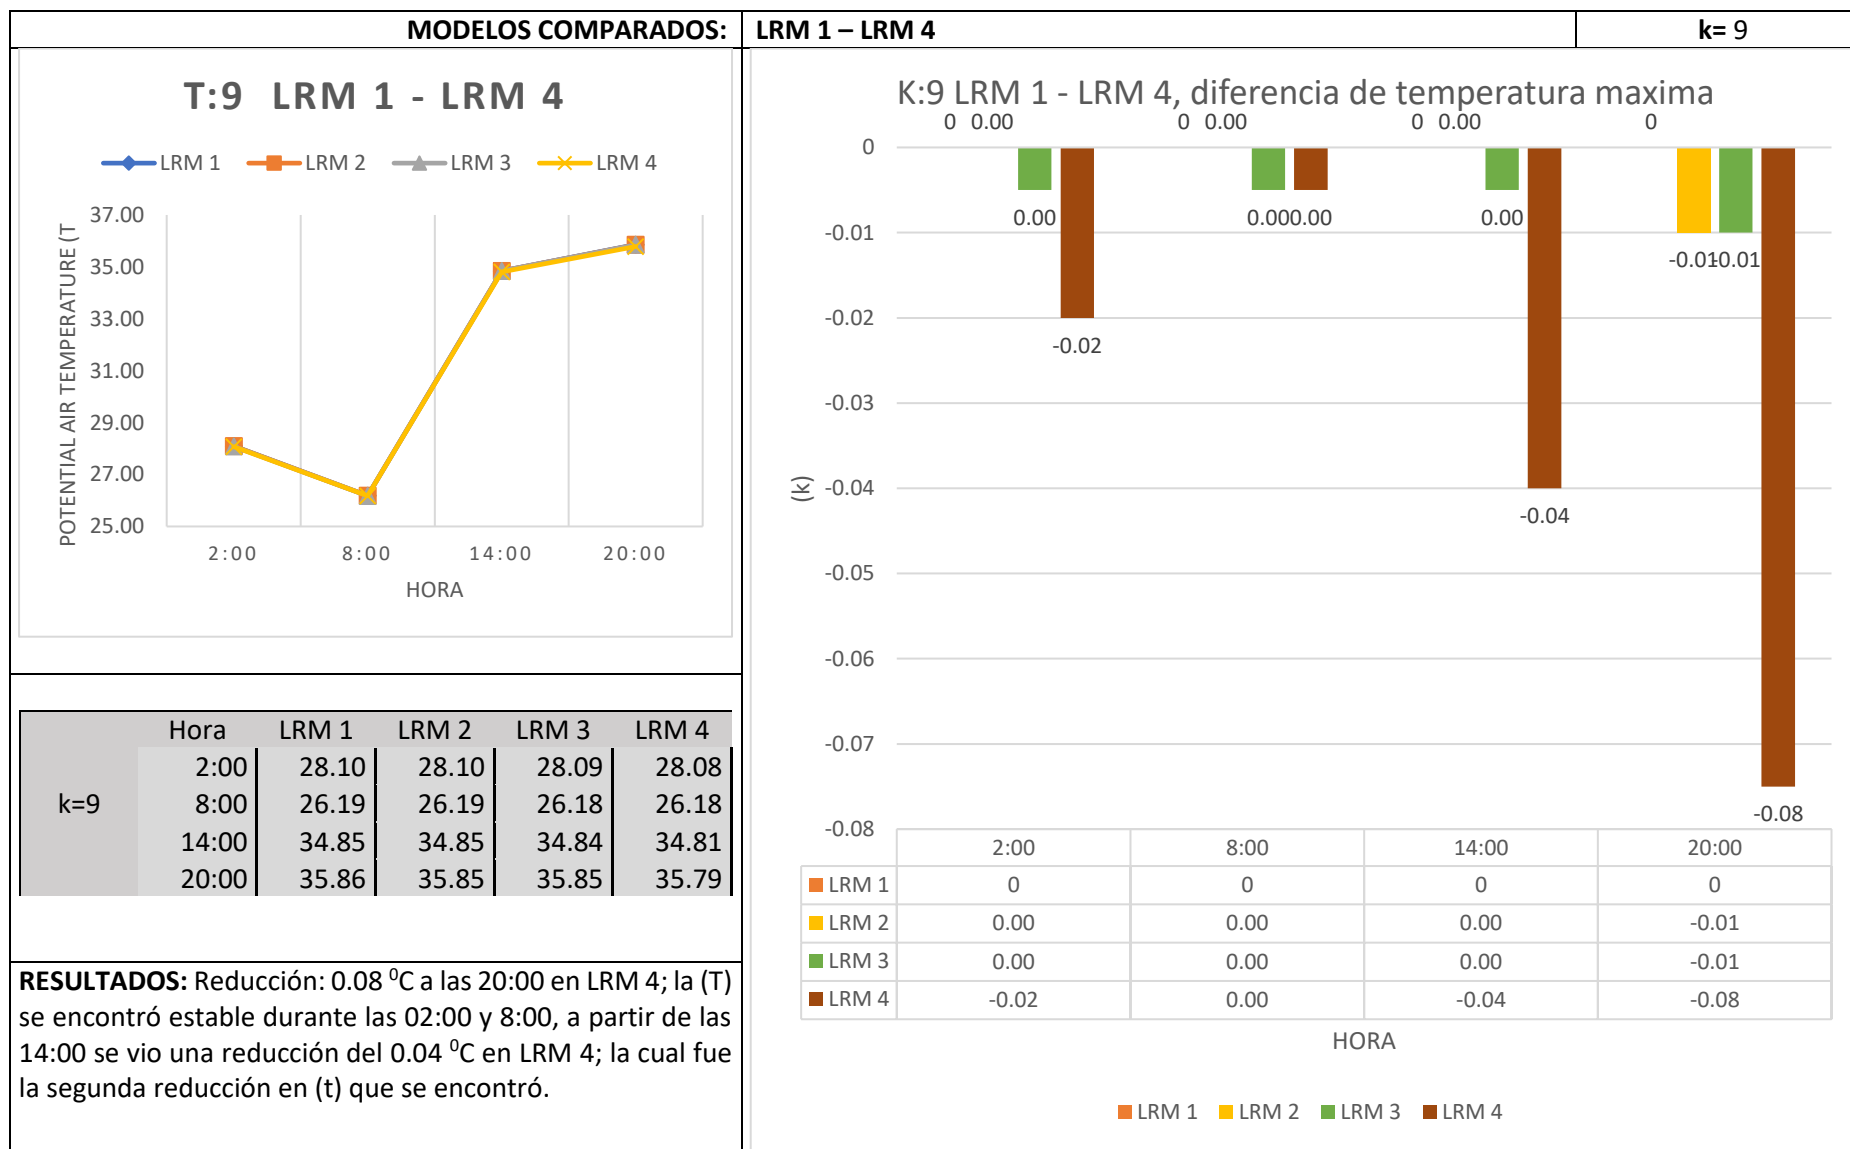 MODELOS COMPARADOS: LRM 1 – LRM 4 k= 9
T:9 LRM 1 - LRM 4
LRM 1 LRM 2 LRM 3 LRM 4
POTENTIAL AIR TEMPERATURE (T
37.00
35.00
33.00
31.00
29.00
27.00
25.00
2:00 8:00 14:00 20:00
HORA
Hora LRM 1 LRM 2 LRM 3 LRM 4
2:00 28.10 28.10 28.09 28.08
k=9 8:00 26.19 26.19 26.18 26.18
14:00 34.85 34.85 34.84 34.81
20:00 35.86 35.85 35.85 35.79
RESULTADOS: Reducción: 0.08 ⁰C a las 20:00 en LRM 4; la (T)
se encontró estable durante las 02:00 y 8:00, a partir de las
14:00 se vio una reducción del 0.04 ⁰C en LRM 4; la cual fue
la segunda reducción en (t) que se encontró.
K:9 LRM 1 - LRM 4, diferencia de temperatura maxima
0 0.00 0 0.00 0 0.00 0
0.00 0.00 0.00 0.00 -0.01 -0.01
-0.02
-0.04
-0.08
(k)
0
-0.01
-0.02
-0.03
-0.04
-0.05
-0.06
-0.07
-0.08
2:00 8:00 14:00 20:00
LRM 1 0 0 0 0
LRM 2 0.00 0.00 0.00 -0.01
LRM 3 0.00 0.00 0.00 -0.01
LRM 4 -0.02 0.00 -0.04 -0.08
HORA
LRM 1 LRM 2 LRM 3 LRM 4